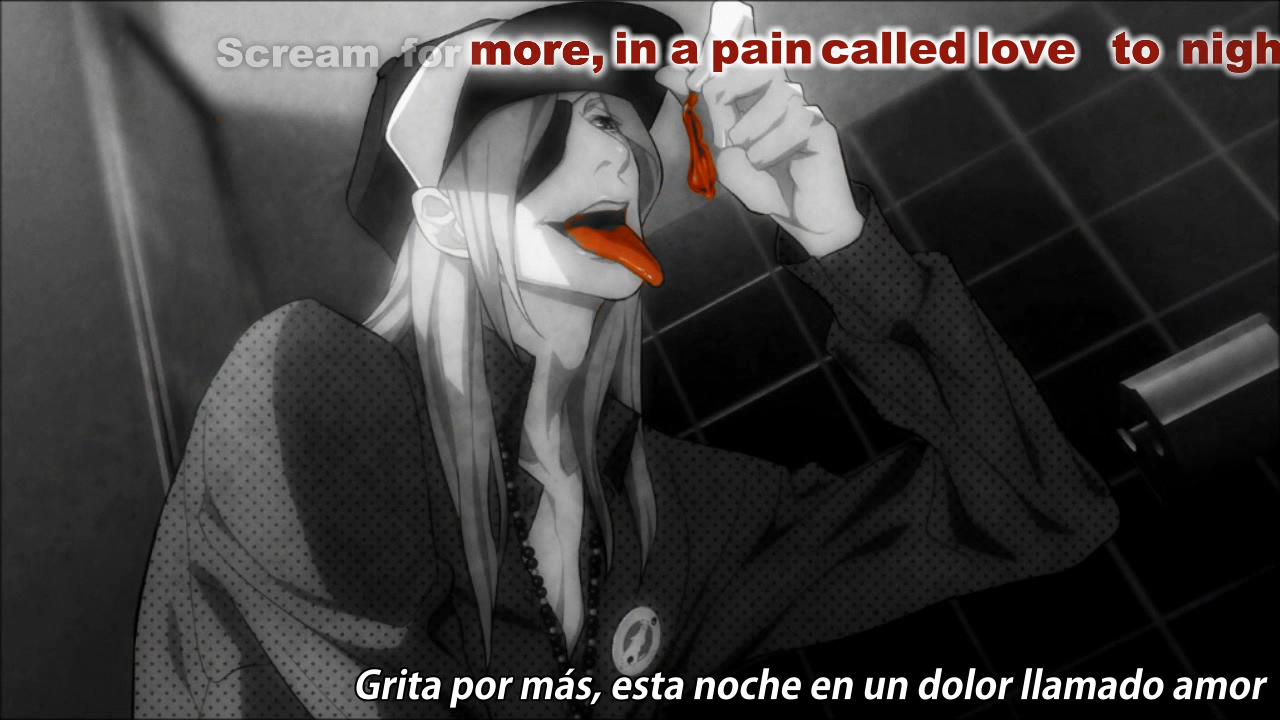 Scream for more, in a pain called love to nigh
Grita por más, esta noche en un dolor llamado amor